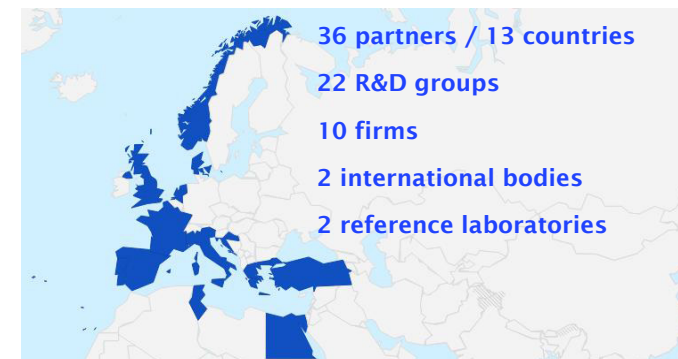 36 partners / 13 countries
22 R&D groups
10 firms
2 international bodies
2 reference laboratories